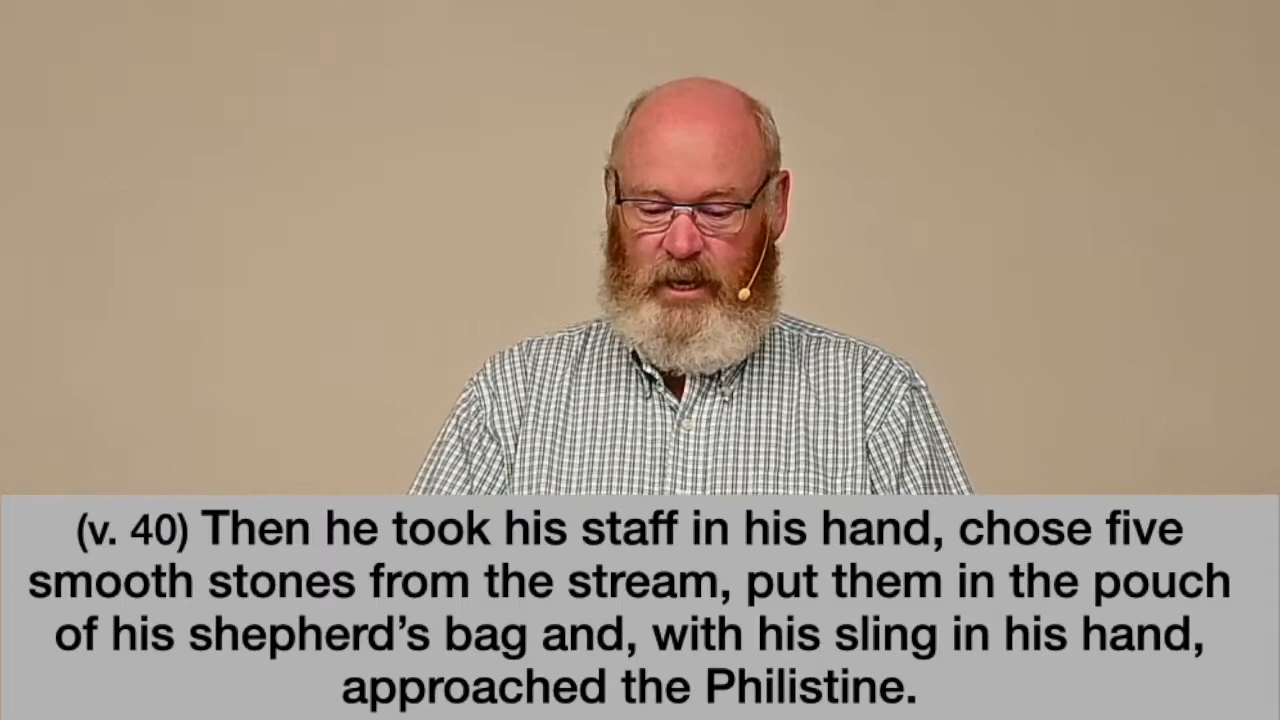 (v. 40) Then he took his staff in his hand, chose five
smooth stones from the stream, put them in the pouch
of his shepherd’s bag and, with his sling in his hand,
approached the Philistine.